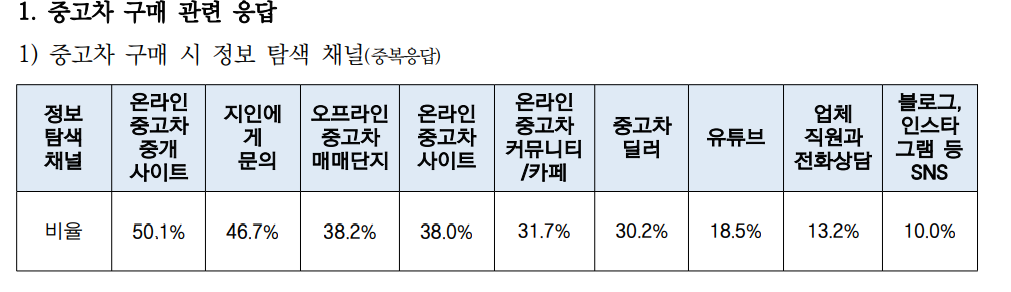 1. 중고차 구매 관련 응답
1) 중고차 구매 시 정보 탐색 채널(중복응답)
정보
탐색
채널
온라인
중고차
중개
사이트
지인에
게
문의
오프라인
중고차
매매단지
온라인
중고차
사이트
온라인
중고차
커뮤니티
/카페
중고차
딜러
유튜브
업체
직원과
전화상담
블로그,
인스타
그램 등
SNS
비율
50.1%
46.7%
38.2%
38.0%
31.7%
30.2%
18.5%
13.2%
10.0%